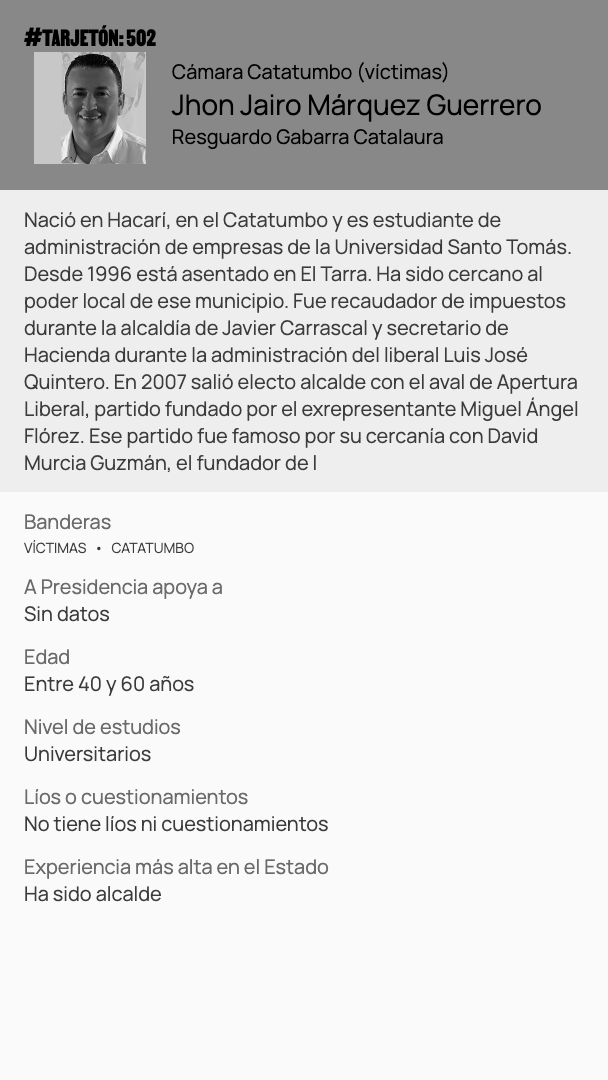 #TARJETÓN: 502
Cámara Catatumbo (víctimas)
Jhon Jairo Márquez Guerrero
Resguardo Gabarra Catalaura
Nació en Hacarí, en el Catatumbo y es estudiante de
administración de empresas de la Universidad Santo Tomás.
Desde 1996 está asentado en El Tarra. Ha sido cercano al
poder local de ese municipio. Fue recaudador de impuestos
durante la alcaldía de Javier Carrascal y secretario de
Hacienda durante la administración del liberal Luis José
Quintero. En 2007 salió electo alcalde con el aval de Apertura
Liberal, partido fundado por el exrepresentante Miguel Ángel
Flórez. Ese partido fue famoso por su cercanía con David
Murcia Guzmán, el fundador de l
Banderas
VÍCTIMAS • CATATUMBO
A Presidencia apoya a
Sin datos
Edad
Entre 40 y 60 años
Nivel de estudios
Universitarios
Líos o cuestionamientos
No tiene líos ni cuestionamientos
Experiencia más alta en el Estado
Ha sido alcalde